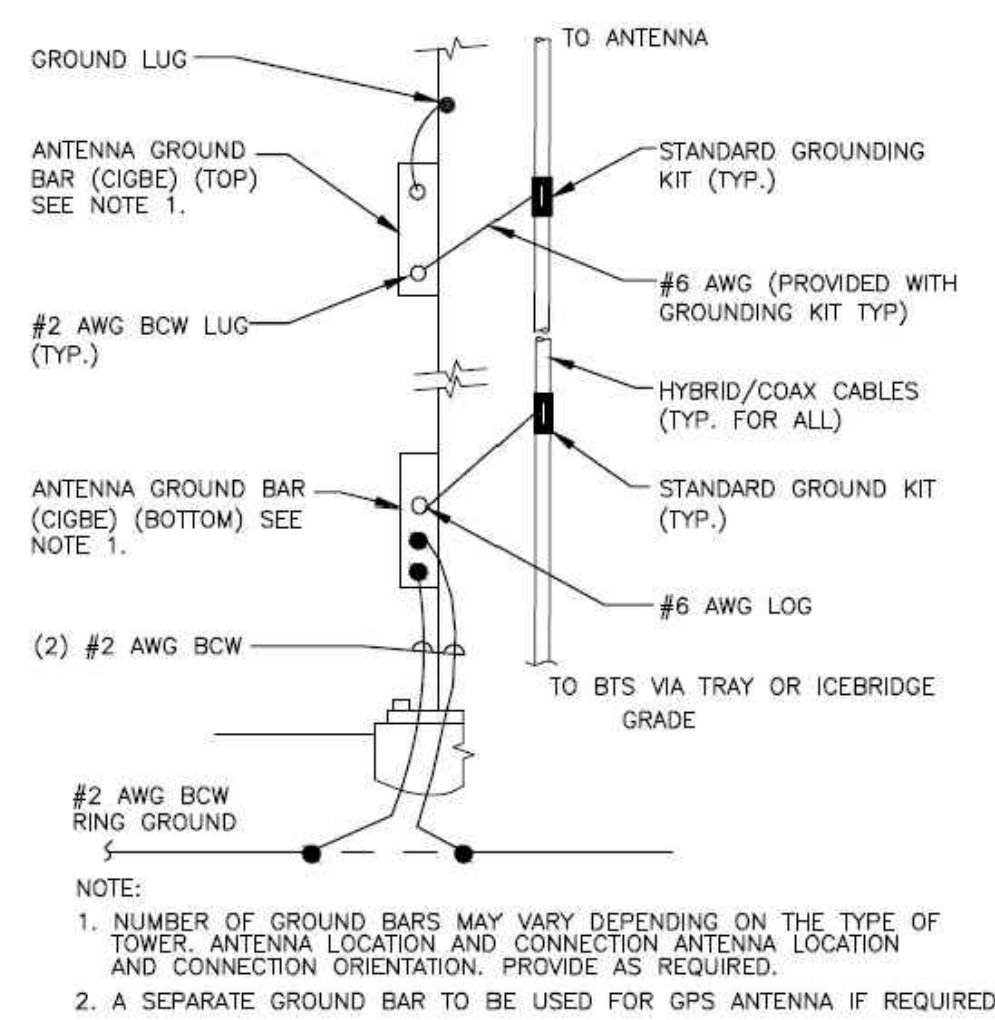 TO ANTENNA
GROUND LUG
ANTENNA GROUND
BAR (CIGBE) (TOP)
SEE NOTE 1.
STANDARD GROUNDING
KIT (TYP.)
#6 AWG (PROVIDED WITH
GROUNDING KIT TYP)
#2 AWG BCW LUG
(TYP.)
HYBRID/COAX CABLES
(TYP. FOR ALL)
ANTENNA GROUND BAR
(CIGBE) (BOTTOM) SEE
NOTE 1.
STANDARD GROUND KIT
(TYP.)
#6 AWG LOG
(2) #2 AWG BCW
TO BTS VIA TRAY OR ICEBRIDGE
GRADE
#2 AWG BCW
RING GROUND
NOTE:
1. NUMBER OF GROUND BARS MAY VARY DEPENDING ON THE TYPE OF
TOWER. ANTENNA LOCATION AND CONNECTION ANTENNA LOCATION
AND CONNECTION ORIENTATION. PROVIDE AS REQUIRED.
2. A SEPARATE GROUND BAR TO BE USED FOR GPS ANTENNA IF REQUIRED